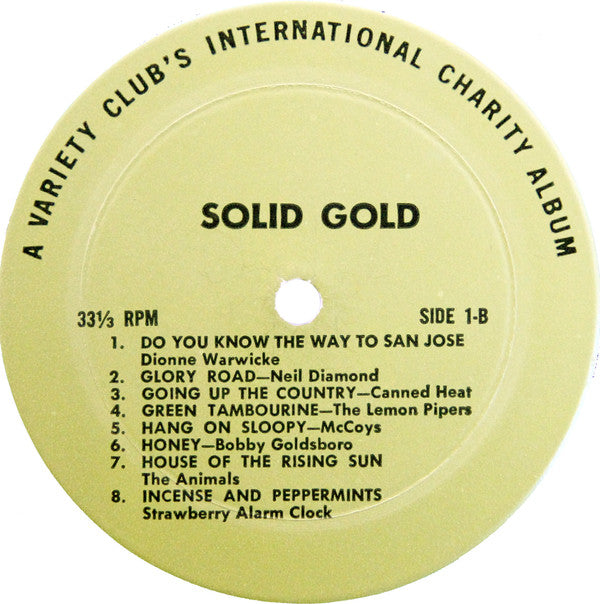 A VARIETY CLUB'S INTERNATIONAL CHARITY ALBUM
SOLID GOLD
33⅓ RPM SIDE 1-B
1. DO YOU KNOW THE WAY TO SAN JOSE
Dionne Warwicke
2. GLORY ROAD—Neil Diamond
3. GOING UP THE COUNTRY—Canned Heat
4. GREEN TAMBOURINE—The Lemon Pipers
5. HANG ON SLOOPY—McCoys
6. HONEY—Bobby Goldsboro
7. HOUSE OF THE RISING SUN
The Animals
8. INCENSE AND PEPPERMINTS
Strawberry Alarm Clock